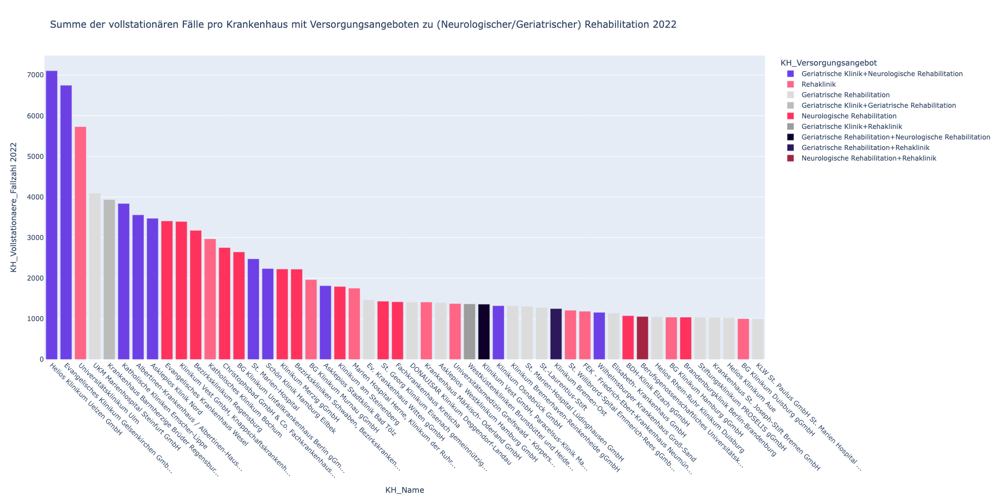 Summe der vollstationären Fälle pro Krankenhaus mit Versorgungsangeboten zu (Neurologischer/Geriatrischer) Rehabilitation 2022
KH_Vollstationaere_Fallzahl 2022
7000
6000
5000
4000
3000
2000
1000
0
Helios Klinikum Uelzen GmbH
Evangelisches Klinikum Gelsenkirchen Gmb...
Universitätsklinikum Ulm
UKM Marienhospital Steinfurt GmbH
Krankenhaus Barmherzige Brüder Regensbur...
Katholische Kliniken Emscher-Lippe
Albertinen-Krankenhaus / Albertinen-Haus...
Asklepios Klinik Nord
Evangelisches Krankenhaus Wesel
Klinikum Vest GmbH, Knappschaftskrankenh...
Bezirksklinikum Regensburg
Katholisches Klinikum Bochum
Christophsbad GmbH & Co. Fachkrankenhaus...
BG Klinikum Unfallkrankenhaus Berlin gGm...
St. Marien-Hospital
Schön Klinik Hamburg Eilbek
Klinikum Merzig gGmbH
Bezirkskliniken Schwaben, Bezirkskranken...
BG Klinikum Murnau gGmbH
Asklepios Stadtklinik Bad Tölz
Klinikum am Steinenberg
Marien Hospital Herne, Klinikum der Ruhr...
Ev. Krankenhaus Witten gGmbH
St. Georg Klinikum Eisenach gemeinnützig...
Fachkrankenhaus Kreischa
DONAUISAR Klinikum Deggendorf-Landau
Krankenhaus Märkisch- Oderland GmbH
Asklepios Westklinikum Hamburg GmbH
Universitätsmedizin Greifswald - Körpers...
Westküstenkliniken Brunsbüttel und Heide...
Klinikum Vest GmbH, Paracelsus-Klinik Ma...
Klinikum Osnabrück GmbH
Klinikum Bremerhaven-Reinkenheide gGmbH
St. Marien-Hospital Lüdinghausen GmbH
St.-Laurentius-Stift
Klinikum Bremen-Ost
St. Willibrord-Spital Emmerich-Rees gGmb...
FEK - Friedrich-Ebert-Krankenhaus Neumün...
Wilhelmsburger Krankenhaus Groß-Sand
Elisabeth- Krankenhaus GmbH
BDH-Klinik Elzach gGmbH
Berufsgenossenschaftliches Universitätsk...
Helios Rhein-Ruhr Klinikum Duisburg
BG Klinikum Hamburg gGmbH
Brandenburgklinik Berlin-Brandenburg
Stiftungsklinikum PROSELIS gGmbH
Krankenhaus St. Joseph-Stift Bremen GmbH
Helios Klinikum Aue
BG Klinikum Duisburg gGmbH
KLW St. Paulus GmbH St. Marien Hospital ...
KH_Name
KH_Versorgungsangebot
Geriatrische Klinik+Neurologische Rehabilitation
Rehaklinik
Geriatrische Rehabilitation
Geriatrische Klinik+Geriatrische Rehabilitation
Neurologische Rehabilitation
Geriatrische Klinik+Rehaklinik
Geriatrische Rehabilitation+Neurologische Rehabilitation
Geriatrische Rehabilitation+Rehaklinik
Neurologische Rehabilitation+Rehaklinik